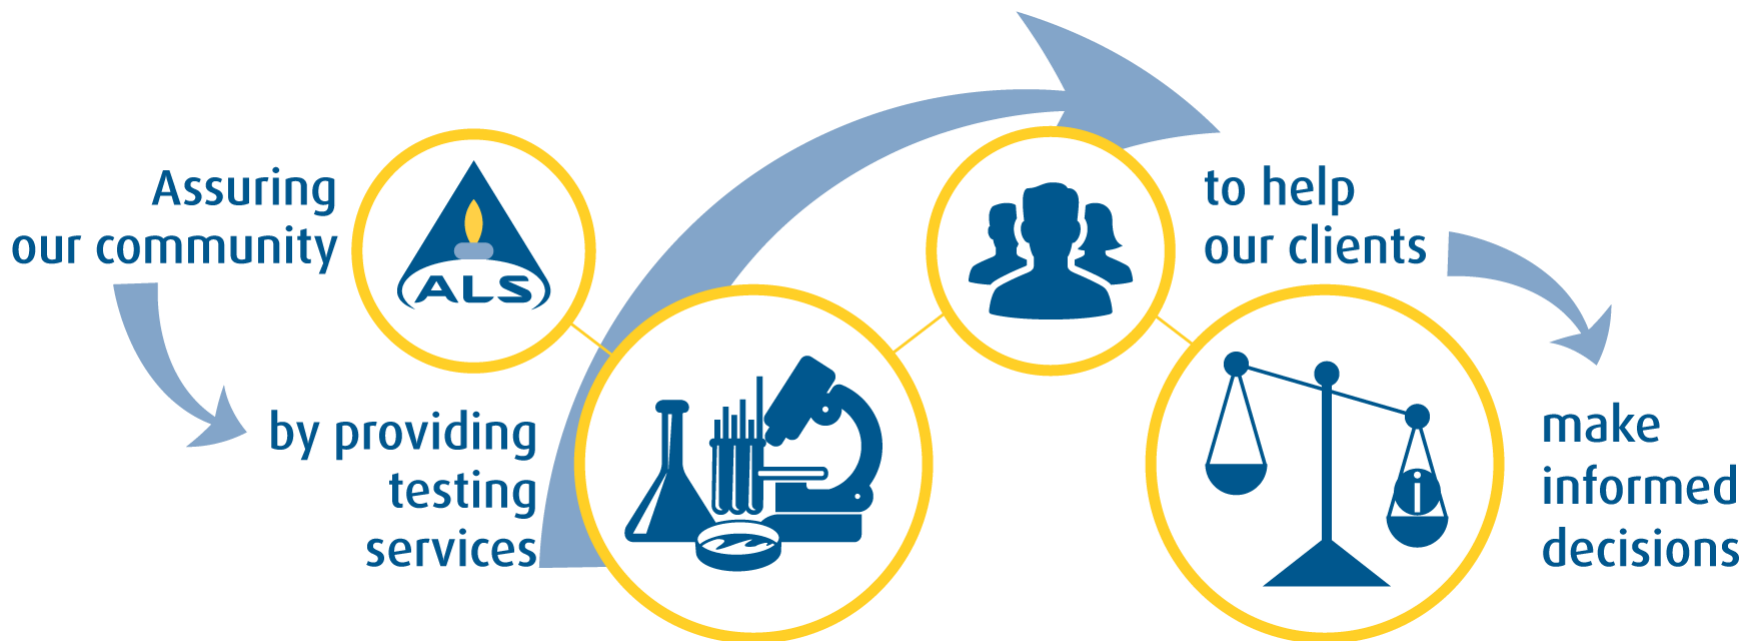 Assuring
our community
ALS
by providing
testing
services
to help
our clients
i
make
informed
decisions